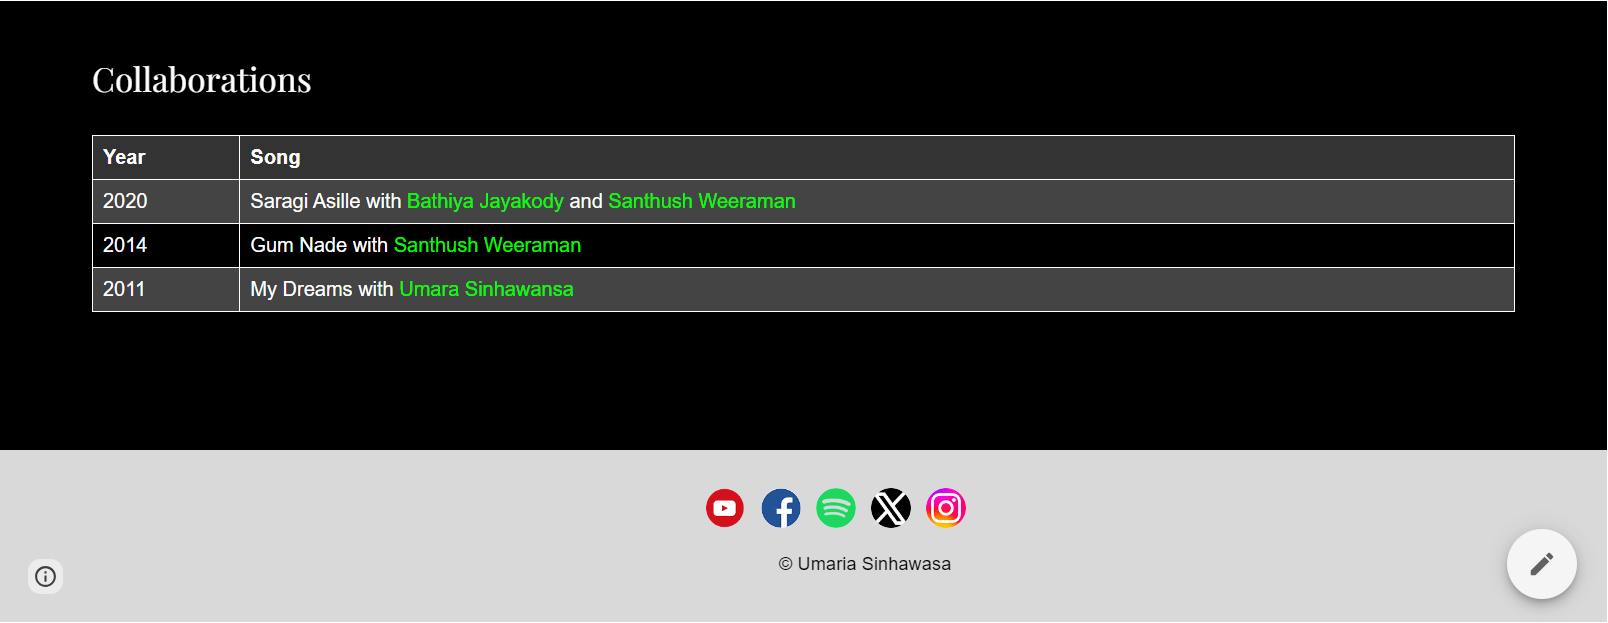 Collaborations
Year Song
2020 Saragi Asille with Bathiya Jayakody and Santhush Weeraman
2014 Gum Nade with Santhush Weeraman
2011 My Dreams with Umara Sinhawansa
© Umaria Sinhawasa